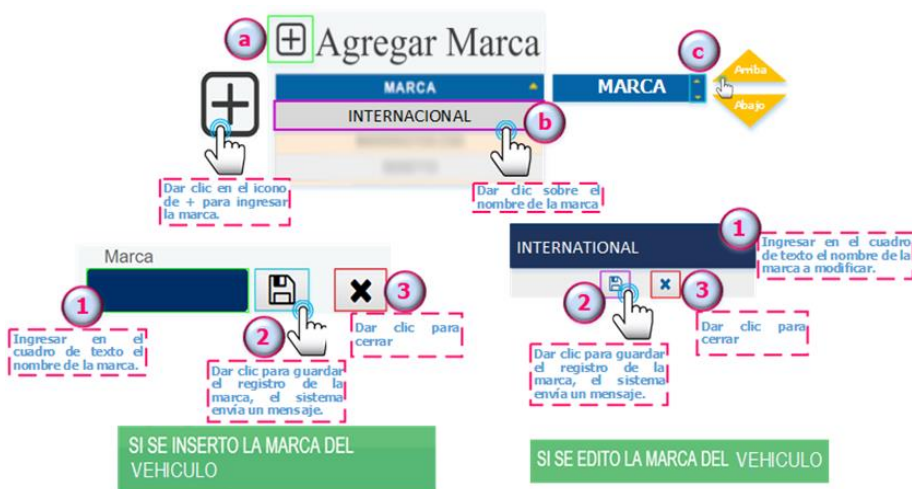 a
Agregar Marca
c
MARCA
MARCA
Arriba
Abajo
INTERNACIONAL
b
Dar clic en el icono
de + para ingresar
la marca.
Dar clic sobre el
nombre de la marca
Marca
1
2
3
Ingresar en el
cuadro de texto el
nombre de la marca.
Dar clic para
cerrar
Dar clic para guardar
el registro de la
marca, el sistema
envía un mensaje.
SI SE INSERTO LA MARCA DEL
VEHICULO
INTERNATIONAL
1
Ingresar en el cuadro
de texto el nombre de la
marca a modificar.
2
3
Dar clic para
cerrar
Dar clic para guardar
el registro de la
marca, el sistema
envía un mensaje.
SI SE EDITO LA MARCA DEL VEHICULO